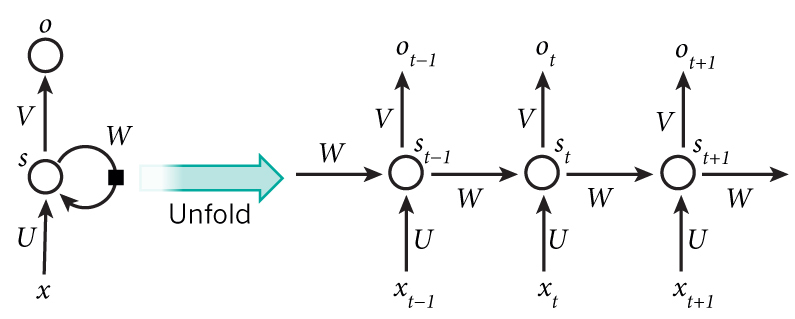 o
V
W
s
U
x
Unfold
o_{t-1} o_t o_{t+1}
V V V
W s_{t-1} s_t s_{t+1}
W W W
U U U
x_{t-1} x_t x_{t+1}